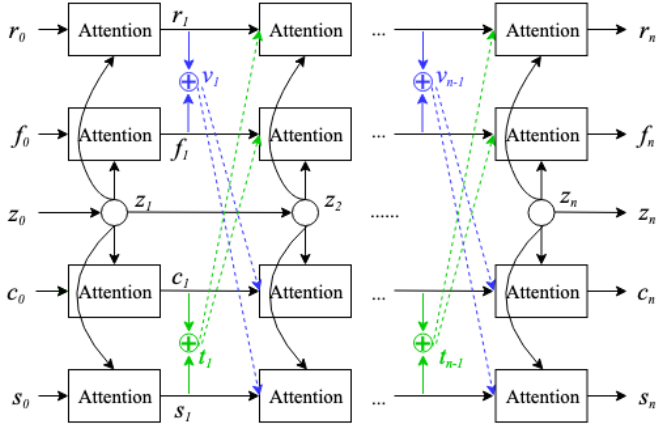 r₀ Attention r₁ Attention ... Attention rₙ
v₁ vₙ₋₁
f₀ Attention f₁ Attention ... Attention fₙ
z₀ z₁ z₂ ...... zₙ zₙ
c₀ Attention c₁ Attention ... Attention cₙ
t₁ tₙ₋₁
s₀ Attention s₁ Attention ... Attention sₙ